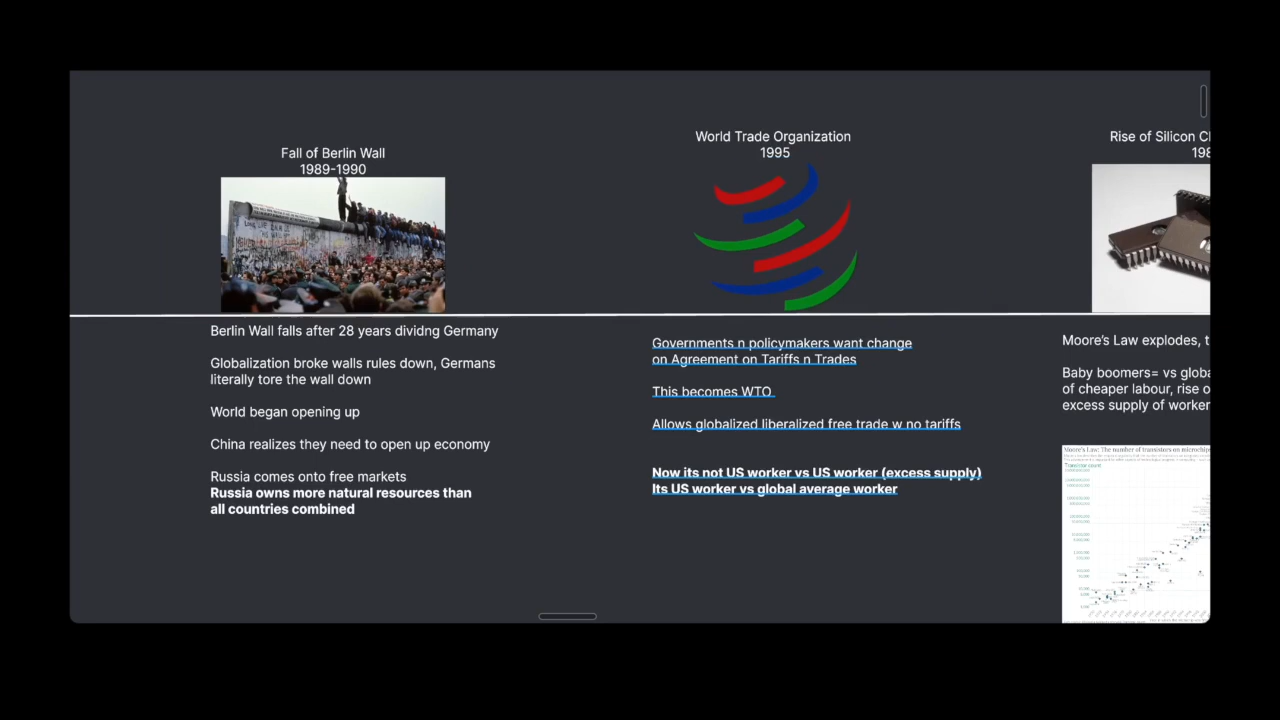 Fall of Berlin Wall
1989-1990
Berlin Wall falls after 28 years dividng Germany
Globalization broke walls rules down, Germans
literally tore the wall down
World began opening up
China realizes they need to open up economy
Russia comes onto free markets
Russia owns more natural resources than
all countries combined
World Trade Organization
1995
Governments n policymakers want change
on Agreement on Tariffs n Trades
This becomes WTO
Allows globalized liberalized free trade w no tariffs
Now its not US worker vs US worker (excess supply)
Its US worker vs global average worker
Rise of Silicon C
198
Moore's Law explodes, t
Baby boomers= vs globa
of cheaper labour, rise o
excess supply of worker
Moore's Law: The number of transistors on microchip
Transistor count